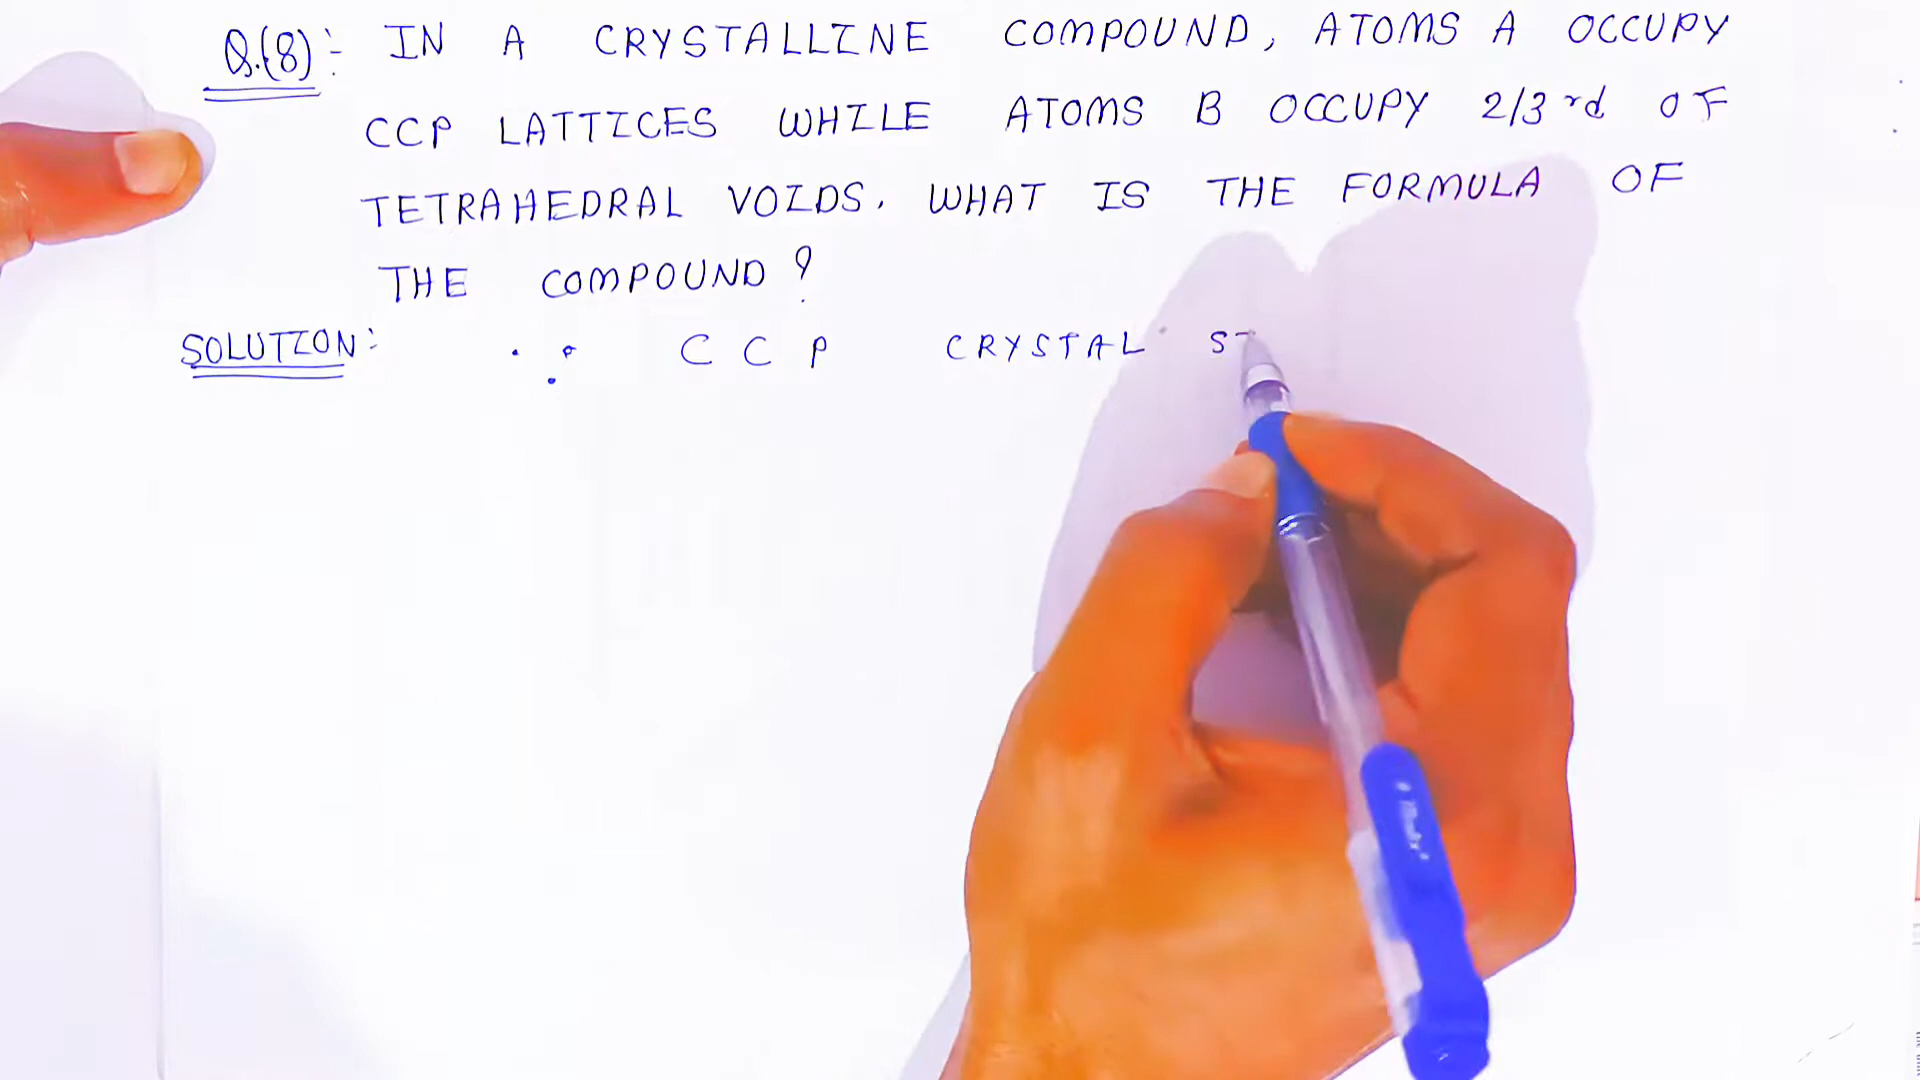 Q.(8):- IN A CRYSTALLINE COMPOUND, ATOMS A OCCUPY
CCP LATTICES WHILE ATOMS B OCCUPY 2/3rd OF
TETRAHEDRAL VOIDS. WHAT IS THE FORMULA OF
THE COMPOUND?
SOLUTION: ∵ CCP CRYSTAL ST